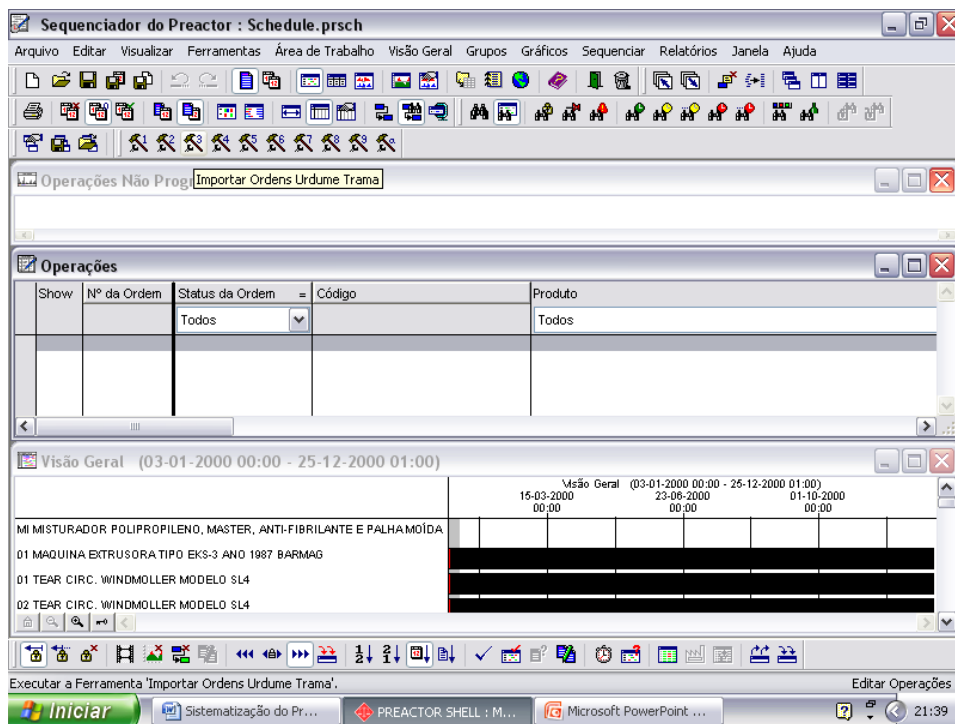 Sequenciador do Preactor : Schedule.prsch
Arquivo Editar Visualizar Ferramentas Área de Trabalho Visão Geral Grupos Gráficos Sequenciar Relatórios Janela Ajuda
Importar Ordens Urdume Trama
Operações Não Progr
Operações
Show Nº da Ordem Status da Ordem = Código Produto
Todos Todos
Visão Geral (03-01-2000 00:00 - 25-12-2000 01:00)
Visão Geral (03-01-2000 00:00 - 25-12-2000 01:00)
15-03-2000 23-06-2000 01-10-2000
00:00 00:00 00:00
MI MISTURADOR POLIPROPILENO, MASTER, ANTI-FIBRILANTE E PALHA MOÍDA
01 MAQUINA EXTRUSORA TIPO EKS-3 ANO 1987 BARMAG
01 TEAR CIRC. WINDMOLLER MODELO SL4
02 TEAR CIRC. WINDMOLLER MODELO SL4
Executar a Ferramenta 'Importar Ordens Urdume Trama'. Editar Operações
Iniciar Sistematização do Pr... PREACTOR SHELL : M... Microsoft PowerPoint ... 21:39